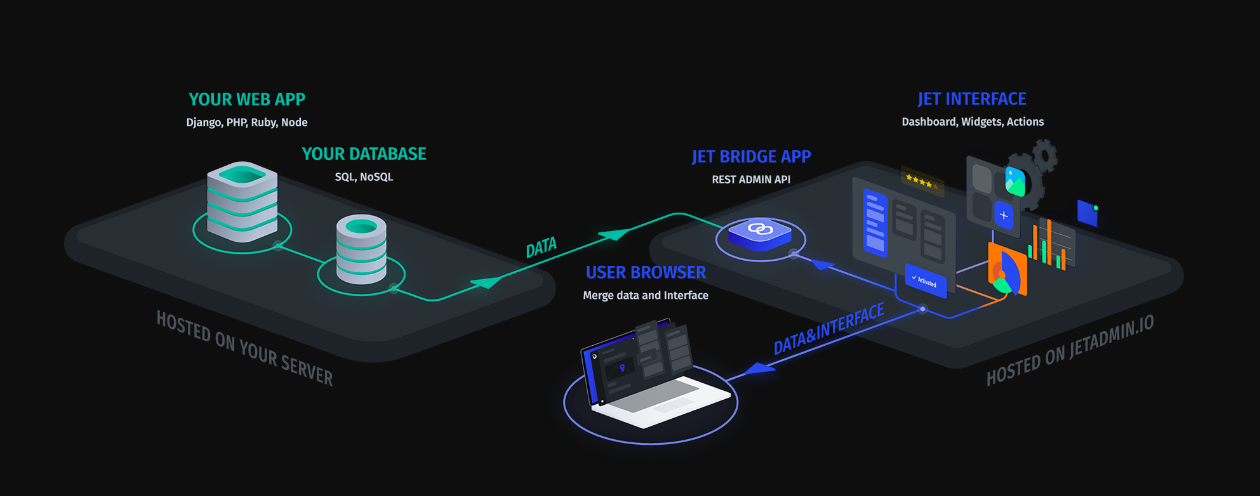 YOUR WEB APP
Django, PHP, Ruby, Node
YOUR DATABASE
SQL, NoSQL
HOSTED ON YOUR SERVER
DATA
JET BRIDGE APP
REST ADMIN API
JET INTERFACE
Dashboard, Widgets, Actions
USER BROWSER
Merge data and Interface
DATA&INTERFACE
HOSTED ON JETADMIN.IO